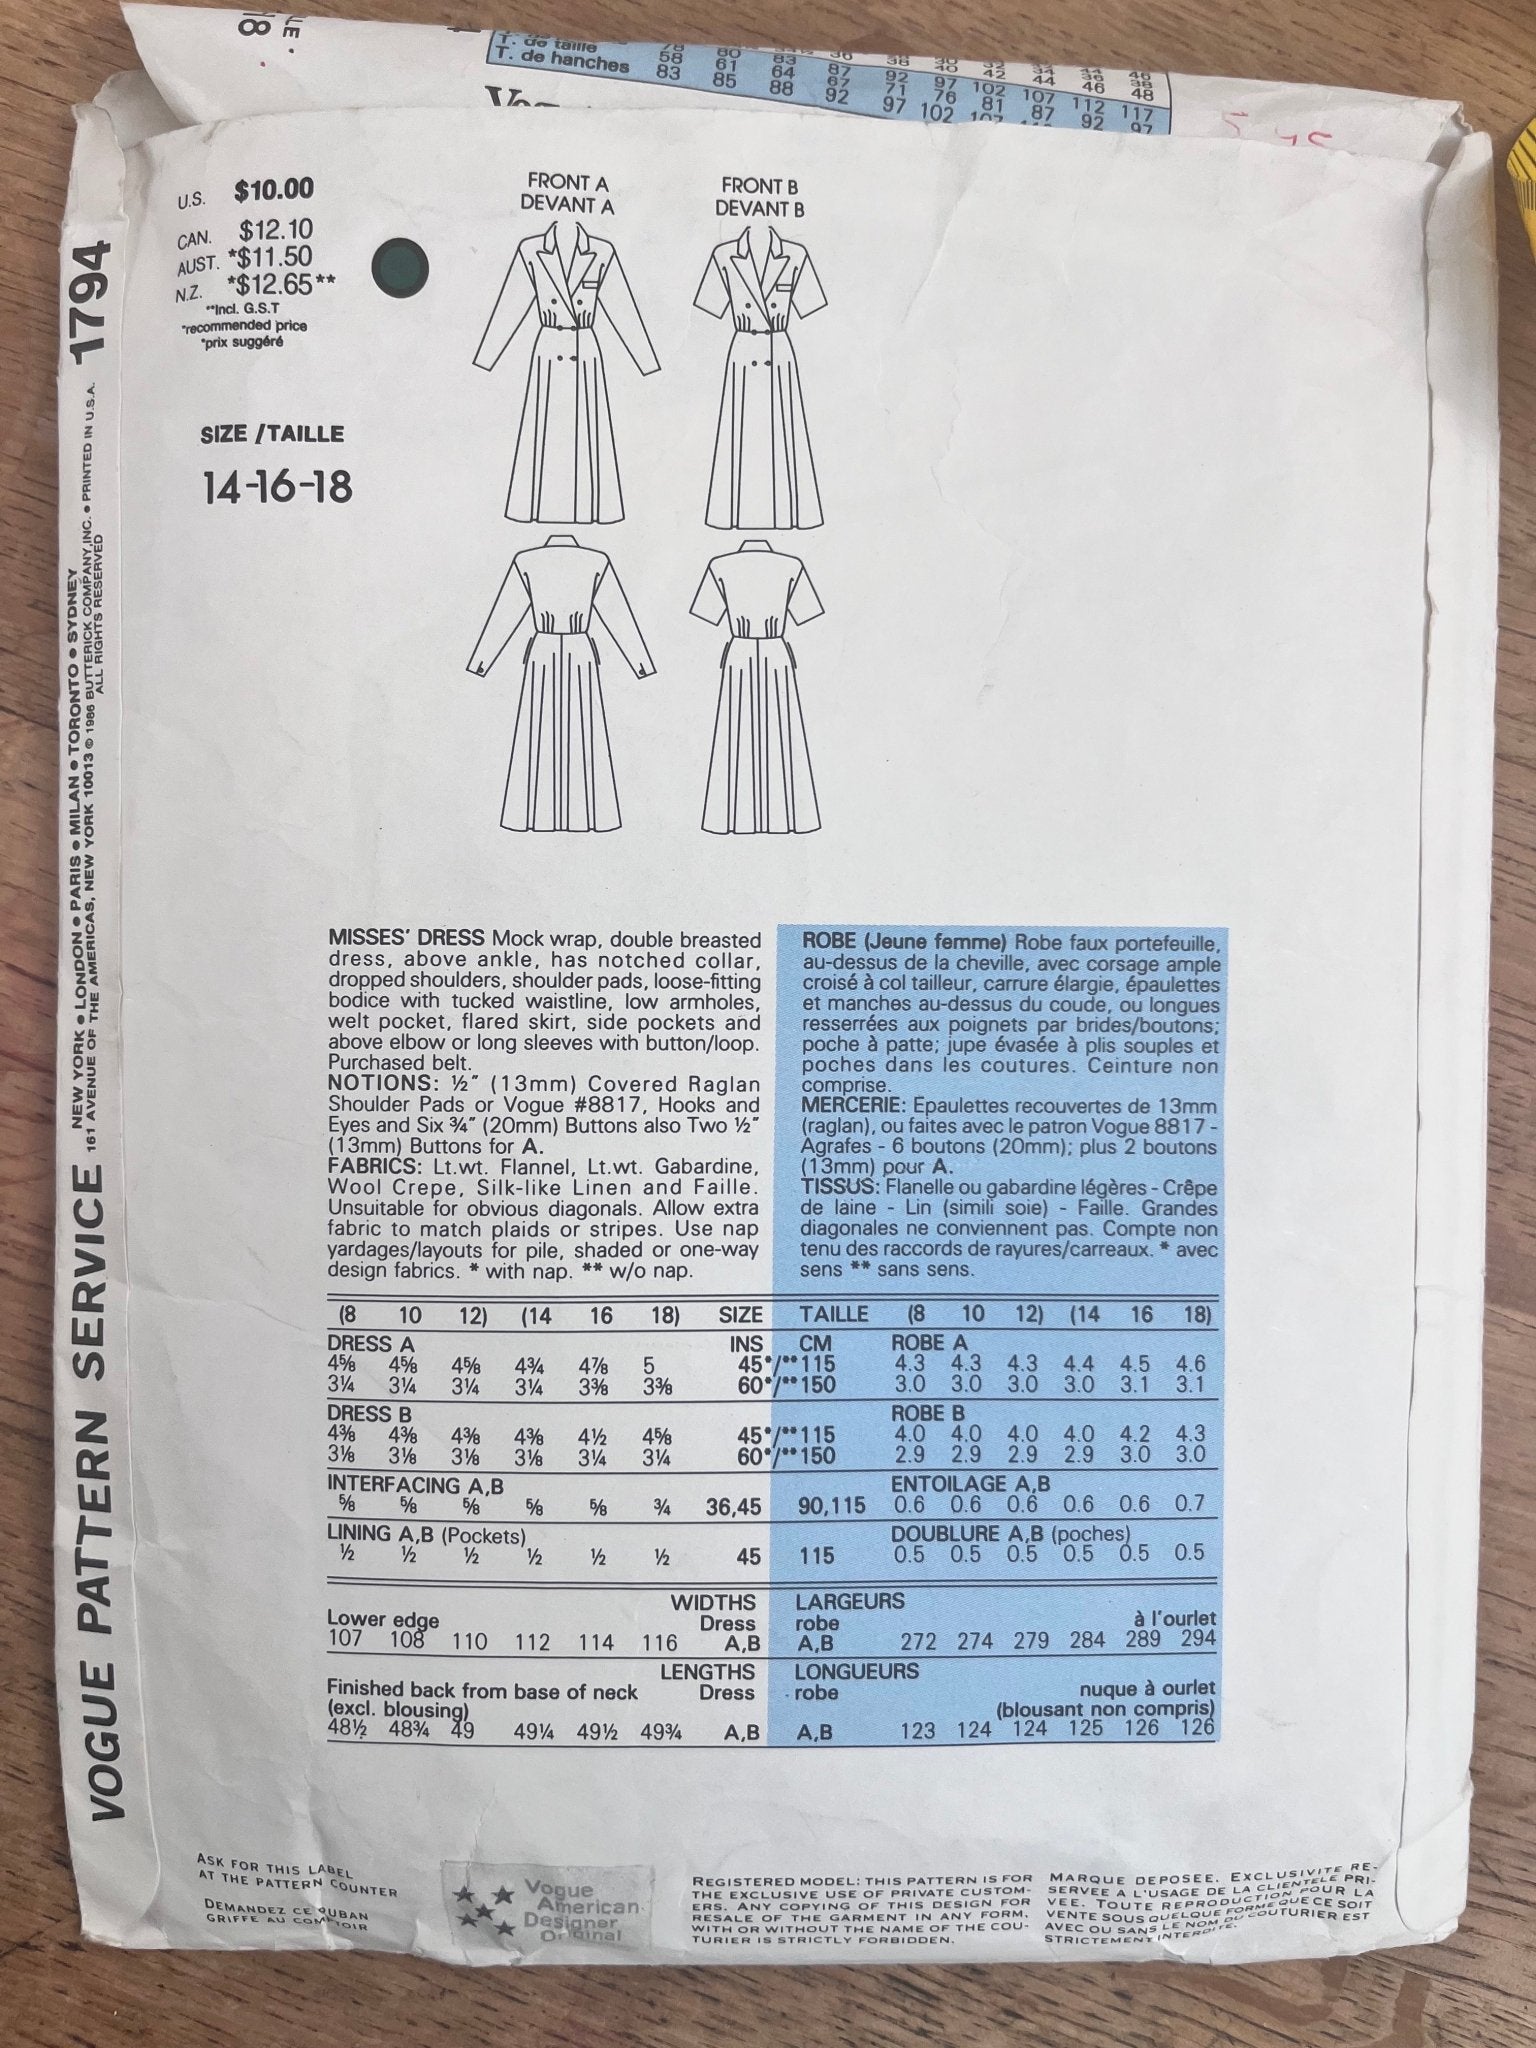 T. de taille
T. de hanches
58 61 64 67 71 76 81 87 92 97
83 85 88 92 97 102
U.S. $10.00
CAN. $12.10
AUST. *$11.50
N.Z. *$12.65**
**Incl. G.S.T
*recommended price
*prix suggéré
SIZE /TAILLE
14-16-18
FRONT A
DEVANT A
FRONT B
DEVANT B
VOGUE PATTERN SERVICE
NEW YORK • LONDON • PARIS • MILAN • TORONTO • SYDNEY
161 AVENUE OF THE AMERICAS, NEW YORK 10013 © 1986 BUTTERICK COMPANY, INC. • PRINTED IN U.S.A.
ALL RIGHTS RESERVED
1794
MISSES' DRESS Mock wrap, double breasted
dress, above ankle, has notched collar,
dropped shoulders, shoulder pads, loose-fitting
bodice with tucked waistline, low armholes,
welt pocket, flared skirt, side pockets and
above elbow or long sleeves with button/loop.
Purchased belt.
NOTIONS: ½" (13mm) Covered Raglan
Shoulder Pads or Vogue #8817, Hooks and
Eyes and Six ¾" (20mm) Buttons also Two ½"
(13mm) Buttons for A.
FABRICS: Lt.wt. Flannel, Lt.wt. Gabardine,
Wool Crepe, Silk-like Linen and Faille.
Unsuitable for obvious diagonals. Allow extra
fabric to match plaids or stripes. Use nap
yardages/layouts for pile, shaded or one-way
design fabrics. * with nap. ** w/o nap.
ROBE (Jeune femme) Robe faux portefeuille,
au-dessus de la cheville, avec corsage ample
croisé à col tailleur, carrure élargie, épaulettes
et manches au-dessus du coude, ou longues
resserrées aux poignets par brides/boutons;
poche à patte; jupe évasée à plis souples et
poches dans les coutures. Ceinture non
comprise.
MERCERIE: Epaulettes recouvertes de 13mm
(raglan), ou faites avec le patron Vogue 8817 -
Agrafes - 6 boutons (20mm); plus 2 boutons
(13mm) pour A.
TISSUS: Flanelle ou gabardine légères - Crêpe
de laine - Lin (simili soie) - Faille. Grandes
diagonales ne conviennent pas. Compte non
tenu des raccords de rayures/carreaux. * avec
sens ** sans sens.
(8 10 12) (14 16 18) SIZE TAILLE (8 10 12) (14 16 18)
DRESS A INS CM ROBE A
4⅝ 4⅝ 4⅝ 4¾ 4⅞ 5 45*/**115 4.3 4.3 4.3 4.4 4.5 4.6
3¼ 3¼ 3¼ 3¼ 3⅜ 3⅜ 60*/**150 3.0 3.0 3.0 3.0 3.1 3.1
DRESS B ROBE B
4⅜ 4⅜ 4⅜ 4⅜ 4½ 4⅝ 45*/**115 4.0 4.0 4.0 4.0 4.2 4.3
3⅛ 3⅛ 3⅛ 3⅛ 3¼ 3¼ 60*/**150 2.9 2.9 2.9 2.9 3.0 3.0
INTERFACING A,B ENTOILAGE A,B
⅝ ⅝ ⅝ ⅝ ⅝ ¾ 36,45 90,115 0.6 0.6 0.6 0.6 0.6 0.7
LINING A,B (Pockets) DOUBLURE A,B (poches)
½ ½ ½ ½ ½ ½ 45 115 0.5 0.5 0.5 0.5 0.5 0.5
WIDTHS LARGEURS
Lower edge Dress robe à l'ourlet
107 108 110 112 114 116 A,B A,B 272 274 279 284 289 294
LENGTHS LONGUEURS
Finished back from base of neck Dress robe nuque à ourlet
(excl. blousing) (blousant non compris)
48½ 48¾ 49 49¼ 49½ 49¾ A,B A,B 123 124 124 125 126 126
ASK FOR THIS LABEL
AT THE PATTERN COUNTER
DEMANDEZ CE RUBAN
GRIFFE AU COMPTOIR
Vogue
American
Designer
Original
REGISTERED MODEL: THIS PATTERN IS FOR
THE EXCLUSIVE USE OF PRIVATE CUSTOM-
ERS. ANY COPYING OF THIS DESIGN FOR
RESALE OF THE GARMENT IN ANY FORM,
WITH OR WITHOUT THE NAME OF THE COU-
TURIER IS STRICTLY FORBIDDEN.
MARQUE DEPOSEE. EXCLUSIVITE RE-
SERVEE A L'USAGE DE LA CLIENTELE PRI-
VEE. TOUTE REPRODUCTION POUR LA
VENTE SOUS QUELQUE FORME QUE CE SOIT
AVEC OU SANS LE NOM DU COUTURIER EST
STRICTEMENT INTERDITE.